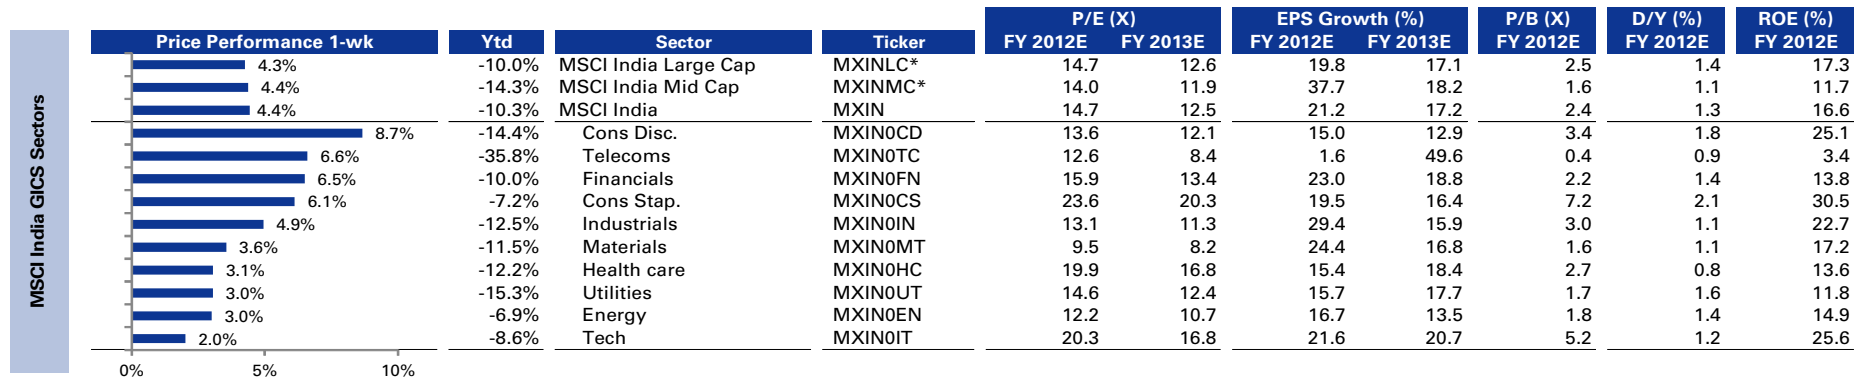 P/E (X) EPS Growth (%) P/B (X) D/Y (%) ROE (%)
Price Performance 1-wk Ytd Sector Ticker FY 2012E FY 2013E FY 2012E FY 2013E FY 2012E FY 2012E FY 2012E
MSCI India GICS Sectors
4.3% -10.0% MSCI India Large Cap MXINLC* 14.7 12.6 19.8 17.1 2.5 1.4 17.3
4.4% -14.3% MSCI India Mid Cap MXINMC* 14.0 11.9 37.7 18.2 1.6 1.1 11.7
4.4% -10.3% MSCI India MXIN 14.7 12.5 21.2 17.2 2.4 1.3 16.6
8.7% -14.4% Cons Disc. MXIN0CD 13.6 12.1 15.0 12.9 3.4 1.8 25.1
6.6% -35.8% Telecoms MXIN0TC 12.6 8.4 1.6 49.6 0.4 0.9 3.4
6.5% -10.0% Financials MXIN0FN 15.9 13.4 23.0 18.8 2.2 1.4 13.8
6.1% -7.2% Cons Stap. MXIN0CS 23.6 20.3 19.5 16.4 7.2 2.1 30.5
4.9% -12.5% Industrials MXIN0IN 13.1 11.3 29.4 15.9 3.0 1.1 22.7
3.6% -11.5% Materials MXIN0MT 9.5 8.2 24.4 16.8 1.6 1.1 17.2
3.1% -12.2% Health care MXIN0HC 19.9 16.8 15.4 18.4 2.7 0.8 13.6
3.0% -15.3% Utilities MXIN0UT 14.6 12.4 15.7 17.7 1.7 1.6 11.8
3.0% -6.9% Energy MXIN0EN 12.2 10.7 16.7 13.5 1.8 1.4 14.9
2.0% -8.6% Tech MXIN0IT 20.3 16.8 21.6 20.7 5.2 1.2 25.6
0% 5% 10%